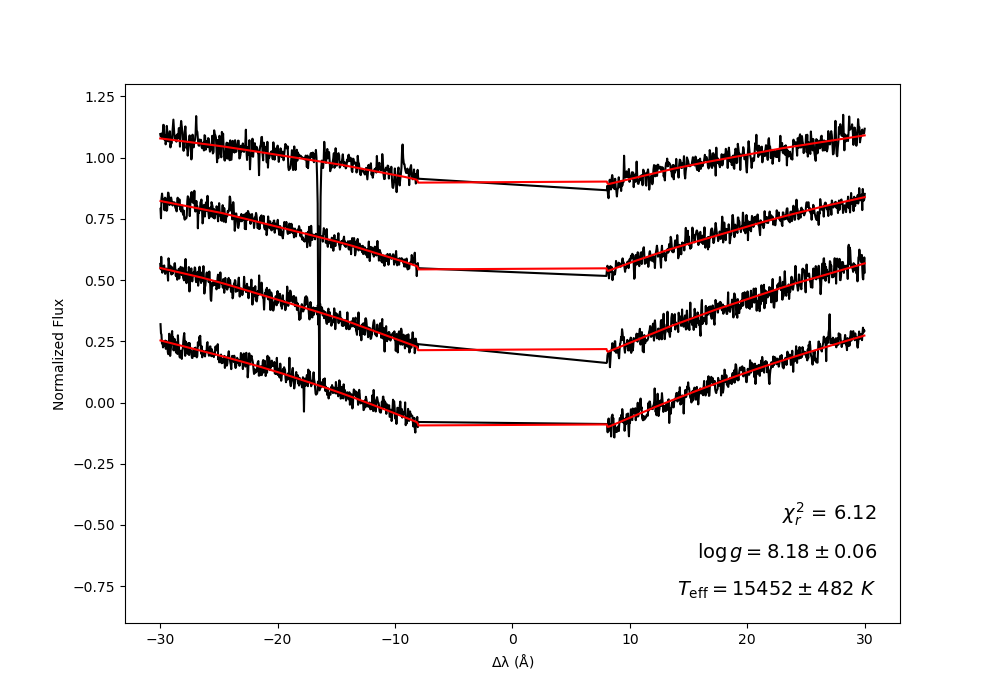 1.25
1.00
0.75
0.50
0.25
0.00
−0.25
−0.50
−0.75
Normalized Flux
χ²ᵣ = 6.12
log g = 8.18 ± 0.06
T_eff = 15452 ± 482 K
−30 −20 −10 0 10 20 30
Δλ (Å)